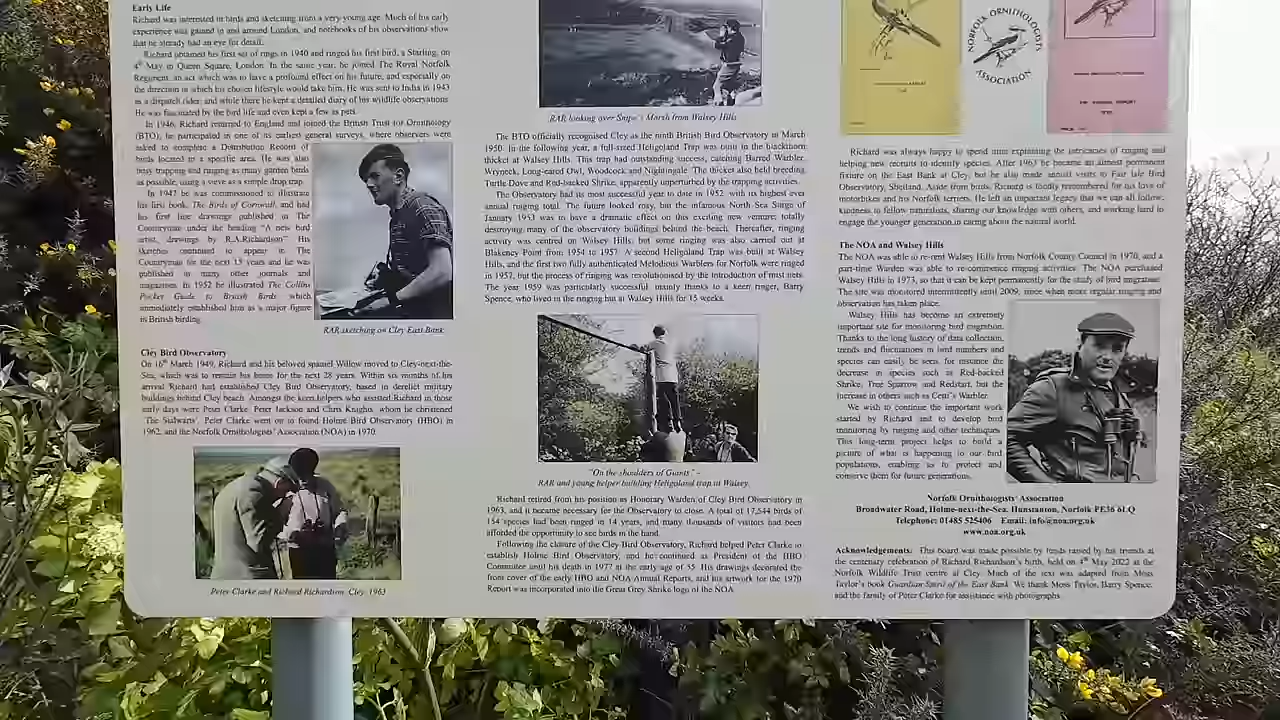 Early Life
Richard was interested in birds and sketching from a very young age. Much of his early
experience was gained in and around London, and notebooks of his observations show
that he already had an eye for detail.
Richard obtained his first set of rings in 1940 and ringed his first bird, a Starling, on
4th May in Queen Square, London. In the same year, he joined The Royal Norfolk
Regiment, an act which was to have a profound effect on his future, and especially on
the direction in which his chosen lifestyle would take him. He was sent to India in 1943
as a dispatch rider, and while there he kept a detailed diary of his wildlife observations.
He was fascinated by the bird life and even kept a few as pets.
In 1946, Richard returned to England and joined the British Trust for Ornithology
(BTO), he participated in one of its earliest general surveys, where observers were
asked to complete a Distribution Record of
birds located in a specific area. He was also
busy trapping and ringing as many garden birds
as possible, using a sieve as a simple drop trap.
In 1947 he was commissioned to illustrate
his first book, The Birds of Cornwall, and had
his first line drawings published in The
Countryman under the heading "A new bird
artist, drawings by R.A.Richardson". His
sketches continued to appear in The
Countryman for the next 15 years and he was
published in many other journals and
magazines. In 1952 he illustrated The Collins
Pocket Guide to British Birds which
immediately established him as a major figure
in British birding.
RAR sketching on Cley East Bank
Cley Bird Observatory
On 16th March 1949, Richard and his beloved spaniel Willow moved to Cley-next-the-
Sea, which was to remain his home for the next 28 years. Within six months of his
arrival Richard had established Cley Bird Observatory, based in derelict military
buildings behind Cley beach. Amongst the keen helpers who assisted Richard in those
early days were Peter Clarke, Peter Jackson and Chris Knights, whom he christened
'The Stalwarts'. Peter Clarke went on to found Holme Bird Observatory (HBO) in
1962, and the Norfolk Ornithologists' Association (NOA) in 1970.
Peter Clarke and Richard Richardson, Cley, 1963
RAR looking over Snipe's Marsh from Walsey Hills
The BTO officially recognised Cley as the ninth British Bird Observatory in March
1950. In the following year, a full-sized Heligoland Trap was built in the blackthorn
thicket at Walsey Hills. This trap had outstanding success, catching Barred Warbler,
Wryneck, Long-eared Owl, Woodcock and Nightingale. The thicket also held breeding
Turtle Dove and Red-backed Shrike, apparently unperturbed by the trapping activities.
The Observatory had its most successful year to date in 1952 with its highest ever
annual ringing total. The future looked rosy, but the infamous North Sea Surge of
January 1953 was to have a dramatic effect on this exciting new venture; totally
destroying many of the observatory buildings behind the beach. Thereafter, ringing
activity was centred on Walsey Hills, but some ringing was also carried out at
Blakeney Point from 1954 to 1957. A second Heligoland Trap was built at Walsey
Hills, and the first two fully authenticated Melodious Warblers for Norfolk were ringed
in 1957, but the process of ringing was revolutionised by the introduction of mist nets.
The year 1959 was particularly successful mainly thanks to a keen ringer, Barry
Spence, who lived in the ringing hut at Walsey Hills for 15 weeks.
"On the shoulders of Giants" –
RAR and young helper building Heligoland trap at Walsey
Richard retired from his position as Honorary Warden of Cley Bird Observatory in
1963, and it became necessary for the Observatory to close. A total of 17,544 birds of
154 species had been ringed in 14 years, and many thousands of visitors had been
afforded the opportunity to see birds in the hand.
Following the closure of the Cley Bird Observatory, Richard helped Peter Clarke to
establish Holme Bird Observatory, and he continued as President of the HBO
Committee until his death in 1977 at the early age of 55. His drawings decorated the
front cover of the early HBO and NOA Annual Reports, and his artwork for the 1970
Report was incorporated into the Great Grey Shrike logo of the NOA.
NORFOLK ORNITHOLOGISTS
ASSOCIATION
Richard was always happy to spend time explaining the intricacies of ringing and
helping new recruits to identify species. After 1963 he became an almost permanent
fixture on the East Bank at Cley, but he also made annual visits to Fair Isle Bird
Observatory, Shetland. Aside from birds, Richard is fondly remembered for his love of
motorbikes and his Norfolk terriers. He left an important legacy that we can all follow,
kindness to fellow naturalists, sharing our knowledge with others, and working hard to
engage the younger generation in caring about the natural world.
The NOA and Walsey Hills
The NOA was able to re-rent Walsey Hills from Norfolk County Council in 1970, and a
part-time Warden was able to re-commence ringing activities. The NOA purchased
Walsey Hills in 1973, so that it can be kept permanently for the study of bird migration.
The site was monitored intermittently until 2009, since when more regular ringing and
observation has taken place.
Walsey Hills has become an extremely
important site for monitoring bird migration.
Thanks to the long history of data collection,
trends and fluctuations in bird numbers and
species can easily be seen, for instance the
decrease in species such as Red-backed
Shrike, Tree Sparrow and Redstart, but the
increase in others such as Cetti's Warbler.
We wish to continue the important work
started by Richard and to develop bird
monitoring by ringing and other techniques.
This long-term project helps to build a
picture of what is happening to our bird
populations, enabling us to protect and
conserve them for future generations.
Norfolk Ornithologists' Association
Broadwater Road, Holme-next-the-Sea, Hunstanton, Norfolk PE36 6LQ
Telephone: 01485 525406 Email: info@noa.org.uk
www.noa.org.uk
Acknowledgements: This board was made possible by funds raised by his friends at
the centenary celebration of Richard Richardson's birth, held on 4th May 2022 at the
Norfolk Wildlife Trust centre at Cley. Much of the text was adapted from Moss
Taylor's book Guardian Spirit of the East Bank. We thank Moss Taylor, Barry Spence,
and the family of Peter Clarke for assistance with photographs.